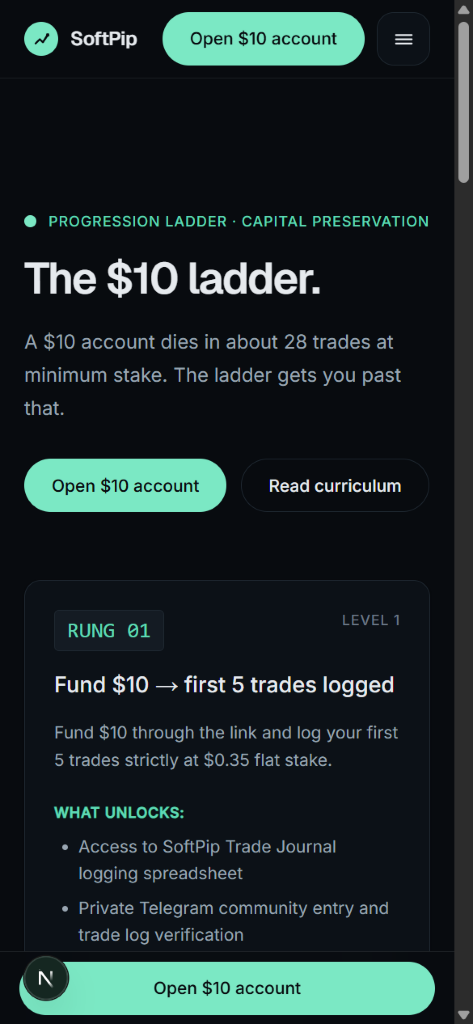 SoftPip
Open $10 account
PROGRESSION LADDER · CAPITAL PRESERVATION
The $10 ladder.
A $10 account dies in about 28 trades at
minimum stake. The ladder gets you past
that.
Open $10 account
Read curriculum
RUNG 01
LEVEL 1
Fund $10 → first 5 trades logged
Fund $10 through the link and log your first
5 trades strictly at $0.35 flat stake.
WHAT UNLOCKS:
• Access to SoftPip Trade Journal
logging spreadsheet
• Private Telegram community entry and
trade log verification
N
Open $10 account